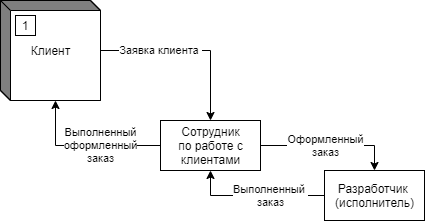 1
Клиент
Заявка клиента
Выполненный
оформленный
заказ
Сотрудник
по работе с
клиентами
Оформленный
заказ
Выполненный
заказ
Разработчик
(исполнитель)